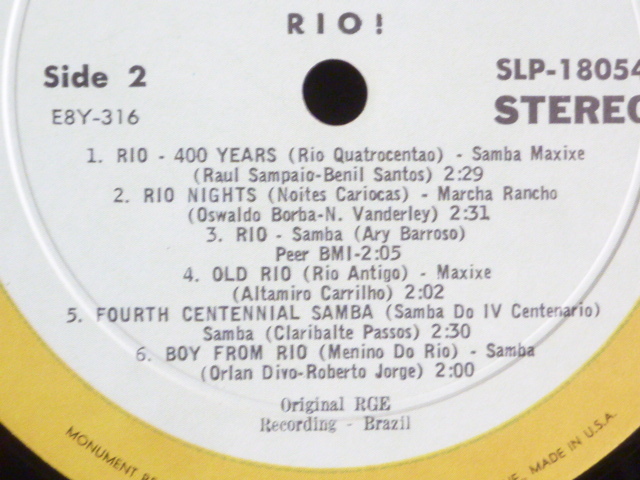 RIO!
Side 2
SLP-18054
E8Y-316
STEREO
1. RIO - 400 YEARS (Rio Quatrocentao) - Samba Maxixe
(Raul Sampaio-Benil Santos) 2:29
2. RIO NIGHTS (Noites Cariocas) - Marcha Rancho
(Oswaldo Borba-N. Vanderley) 2:31
3. RIO - Samba (Ary Barroso)
Peer BMI-2:05
4. OLD RIO (Rio Antigo) - Maxixe
(Altamiro Carrilho) 2:02
5. FOURTH CENTENNIAL SAMBA (Samba Do IV Centenario)
Samba (Claribalte Passos) 2:30
6. BOY FROM RIO (Menino Do Rio) - Samba
(Orlan Divo-Roberto Jorge) 2:00
Original RGE
Recording - Brazil
MONUMENT
MADE IN U.S.A.